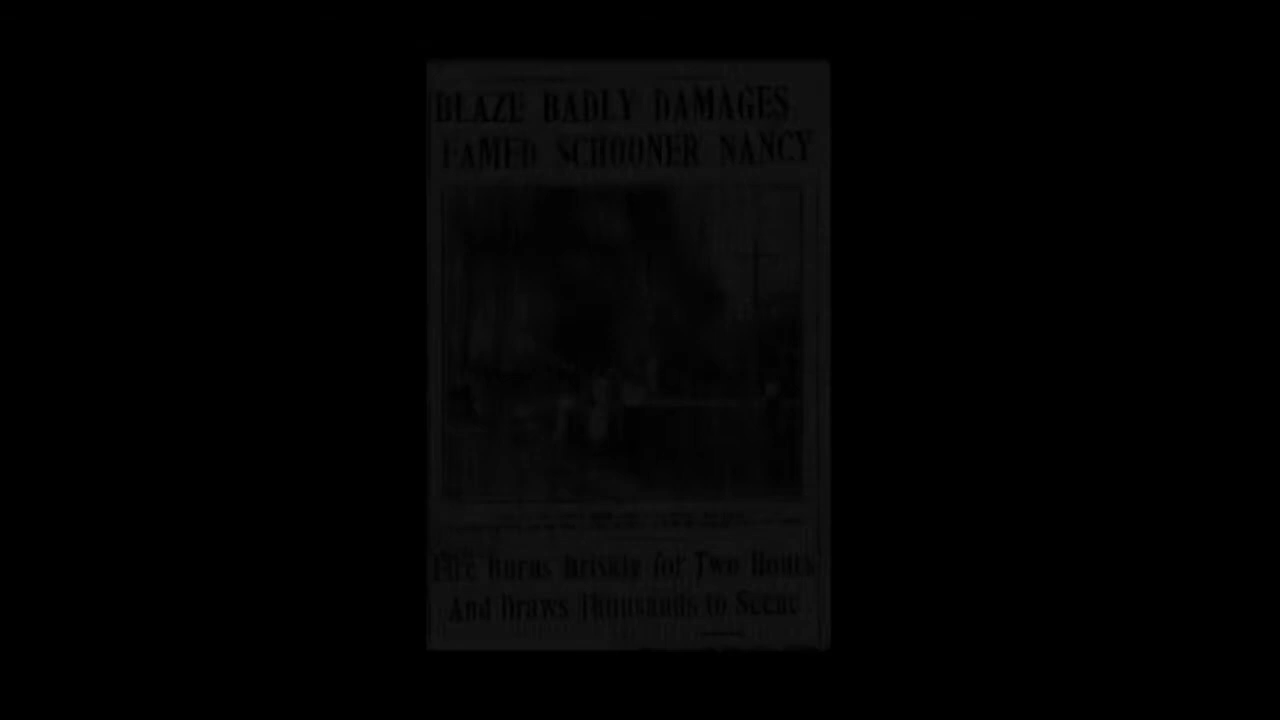 BLAZE BADLY DAMAGES
FAMED SCHOONER NANCY
Fire Burns Briskly for Two Hours
And Draws Thousands to Scene